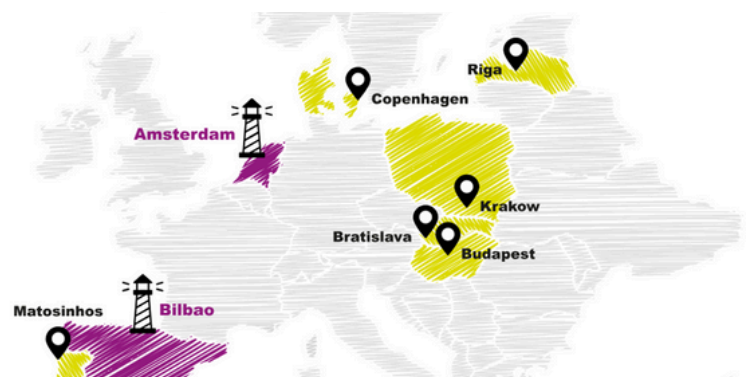 Riga
Copenhagen
Amsterdam
Krakow
Bratislava
Budapest
Matosinhos
Bilbao